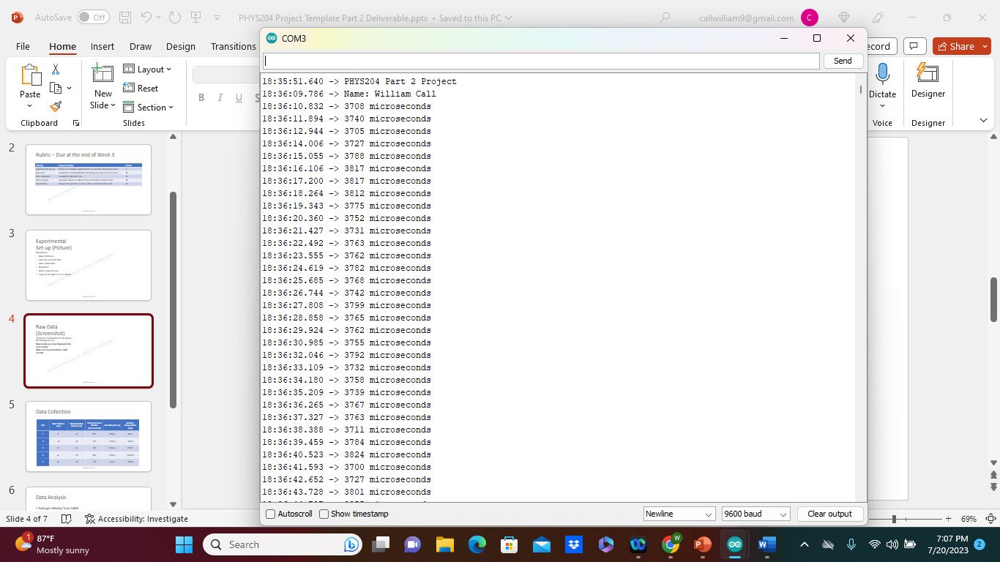 AutoSave Off PHYS204 Project Template Part 2 Deliverable.pptx • Saved to this PC callwilliam9@gmail.com C
File Home Insert Draw Design Transitions ecord Share
COM3
Send
Paste
Clipboard
New
Slide
Layout
Reset
Section
Slides
B I U S
Dictate
Voice
Designer
Designer
18:35:51.640 -> PHYS204 Part 2 Project
18:36:09.786 -> Name: William Call
18:36:10.832 -> 3708 microseconds
18:36:11.894 -> 3740 microseconds
18:36:12.944 -> 3705 microseconds
18:36:14.006 -> 3727 microseconds
18:36:15.055 -> 3788 microseconds
18:36:16.106 -> 3817 microseconds
18:36:17.200 -> 3817 microseconds
18:36:18.264 -> 3812 microseconds
18:36:19.343 -> 3775 microseconds
18:36:20.360 -> 3752 microseconds
18:36:21.427 -> 3731 microseconds
18:36:22.492 -> 3763 microseconds
18:36:23.555 -> 3762 microseconds
18:36:24.619 -> 3782 microseconds
18:36:25.685 -> 3768 microseconds
18:36:26.744 -> 3742 microseconds
18:36:27.808 -> 3799 microseconds
18:36:28.858 -> 3765 microseconds
18:36:29.924 -> 3762 microseconds
18:36:30.985 -> 3755 microseconds
18:36:32.046 -> 3792 microseconds
18:36:33.109 -> 3732 microseconds
18:36:34.180 -> 3758 microseconds
18:36:35.209 -> 3739 microseconds
18:36:36.265 -> 3767 microseconds
18:36:37.327 -> 3763 microseconds
18:36:38.388 -> 3711 microseconds
18:36:39.459 -> 3784 microseconds
18:36:40.523 -> 3824 microseconds
18:36:41.593 -> 3700 microseconds
18:36:42.652 -> 3727 microseconds
18:36:43.728 -> 3801 microseconds
Autoscroll Show timestamp Newline 9600 baud Clear output
2
Rubric – Due at the end of Week 3
3
Experimental
Set-up (Picture)
4
Raw Data
(Screenshot)
5
Data Collection
6
Data Analysis
• Average velocity from table
Slide 4 of 7 Accessibility: Investigate 69%
1
87°F
Mostly sunny
Search
W
7:07 PM
7/20/2023
2